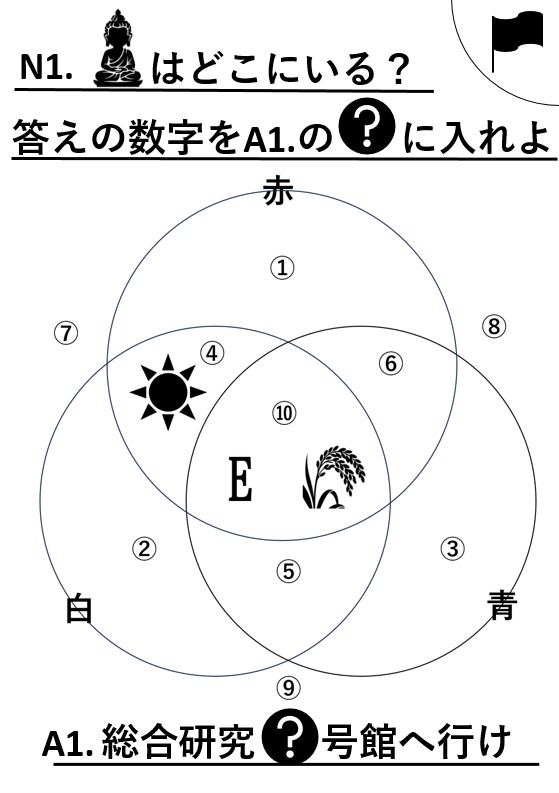 N1. はどこにいる？
答えの数字をA1.の?に入れよ
赤
①
⑦
⑧
④
⑥
⑩
E
②
③
⑤
白
青
⑨
A1. 総合研究?号館へ行け